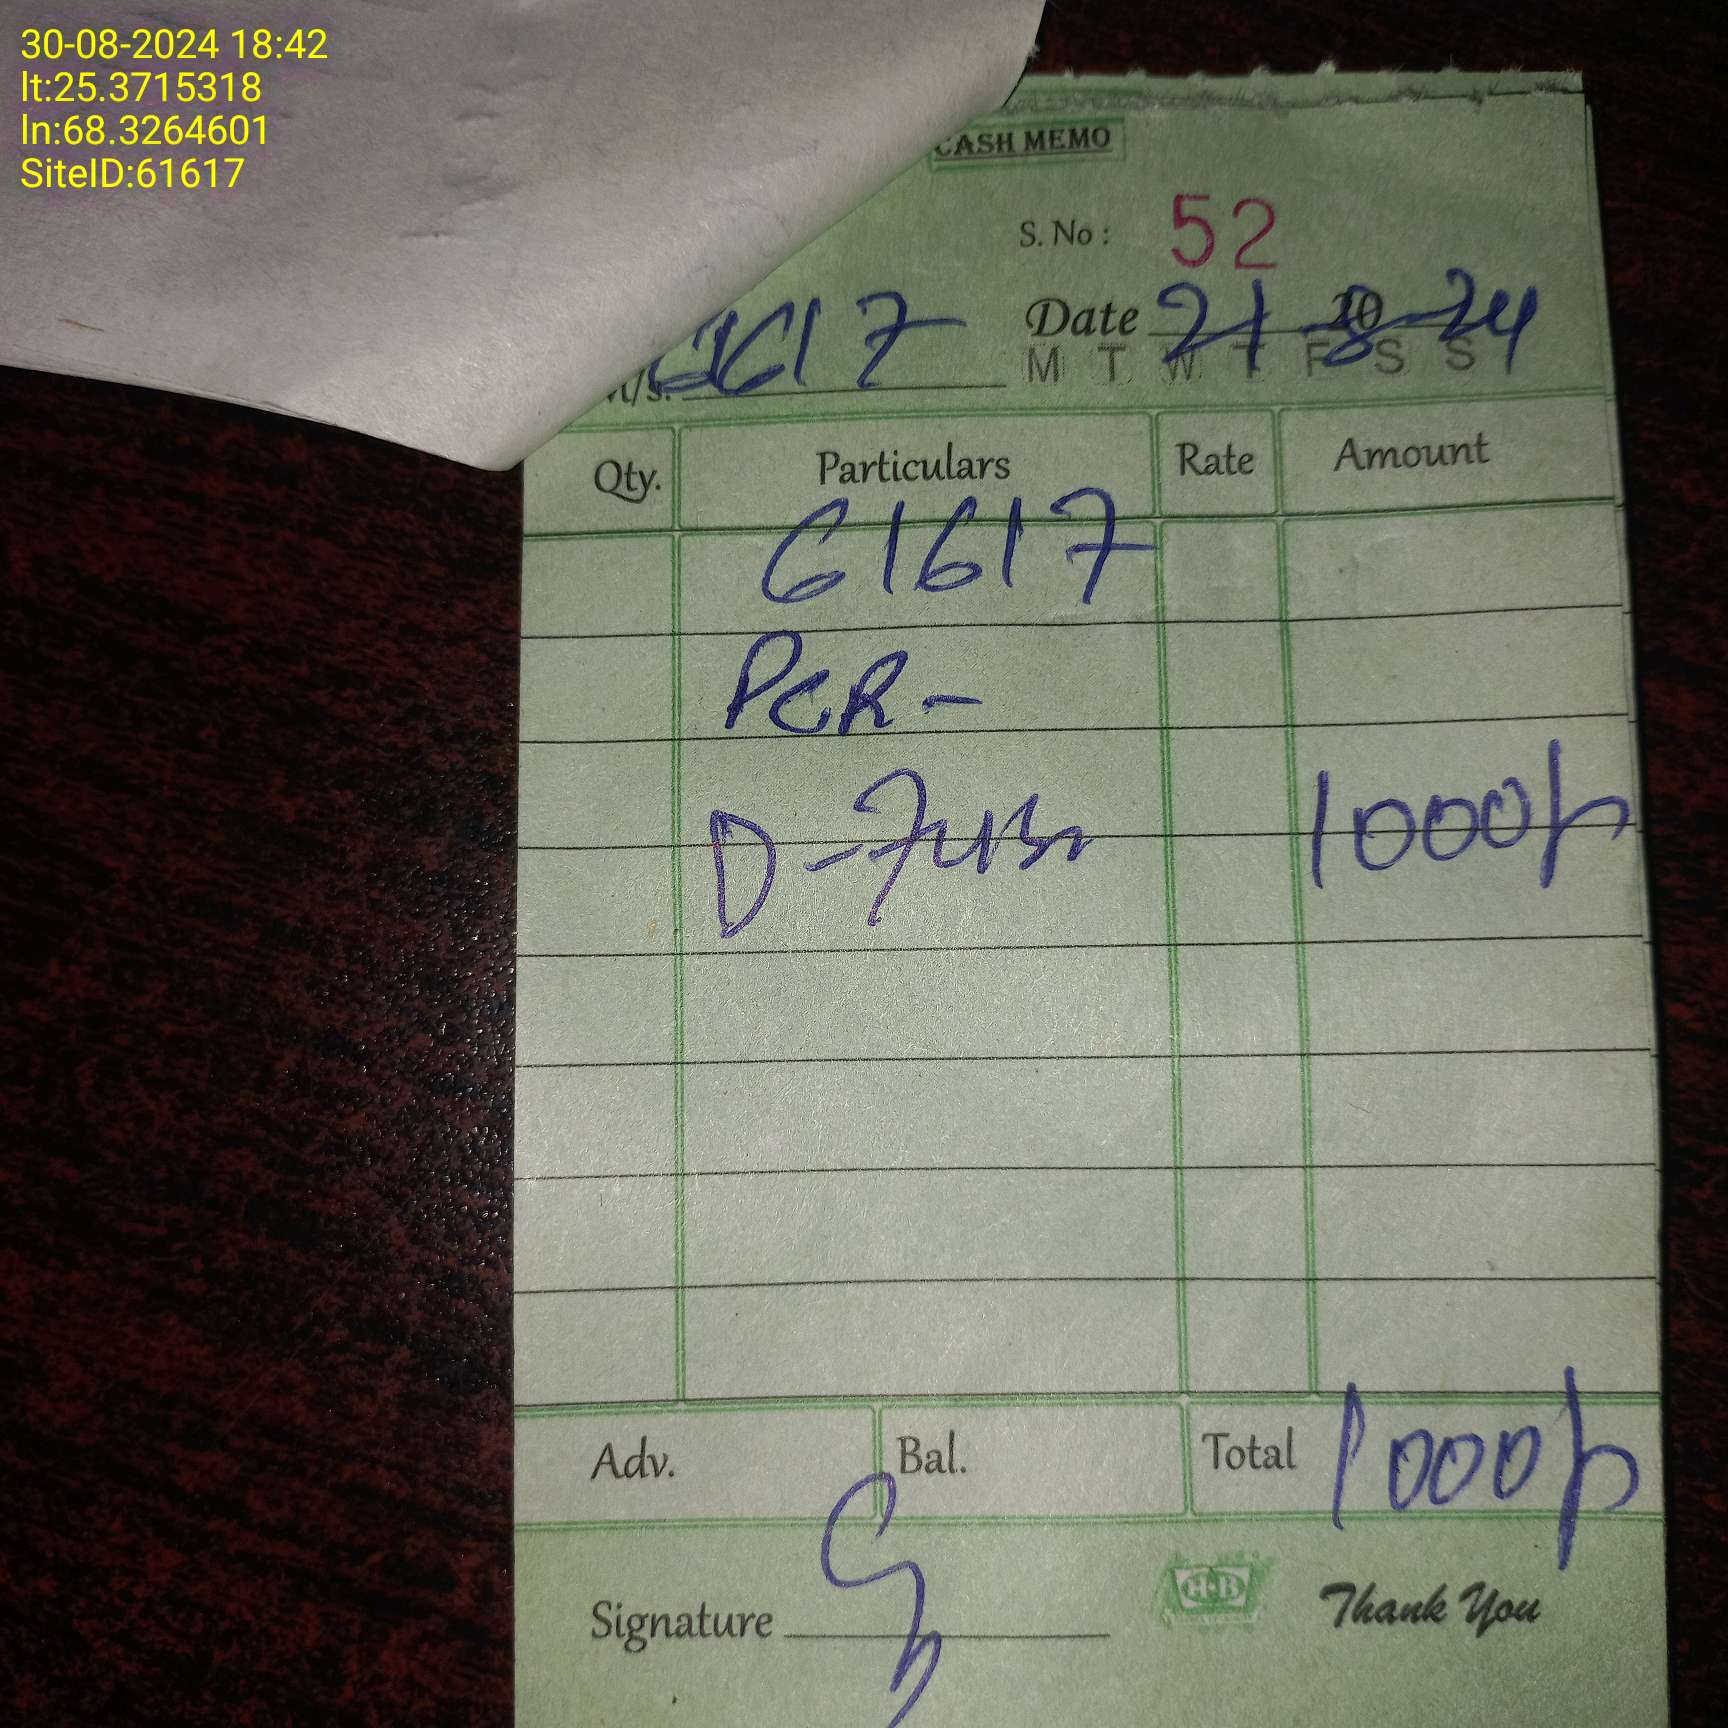 30-08-2024 18:42
lt:25.3715318
ln:68.3264601
SiteID:61617
CASH MEMO
S. No : 52
M/s. 61617 Date 21-8-24
20
M T W T F S S
Qty. Particulars Rate Amount
61617
PCR-
D- 1000/-
Adv. Bal. Total 1000/-
Signature
H-B Thank You